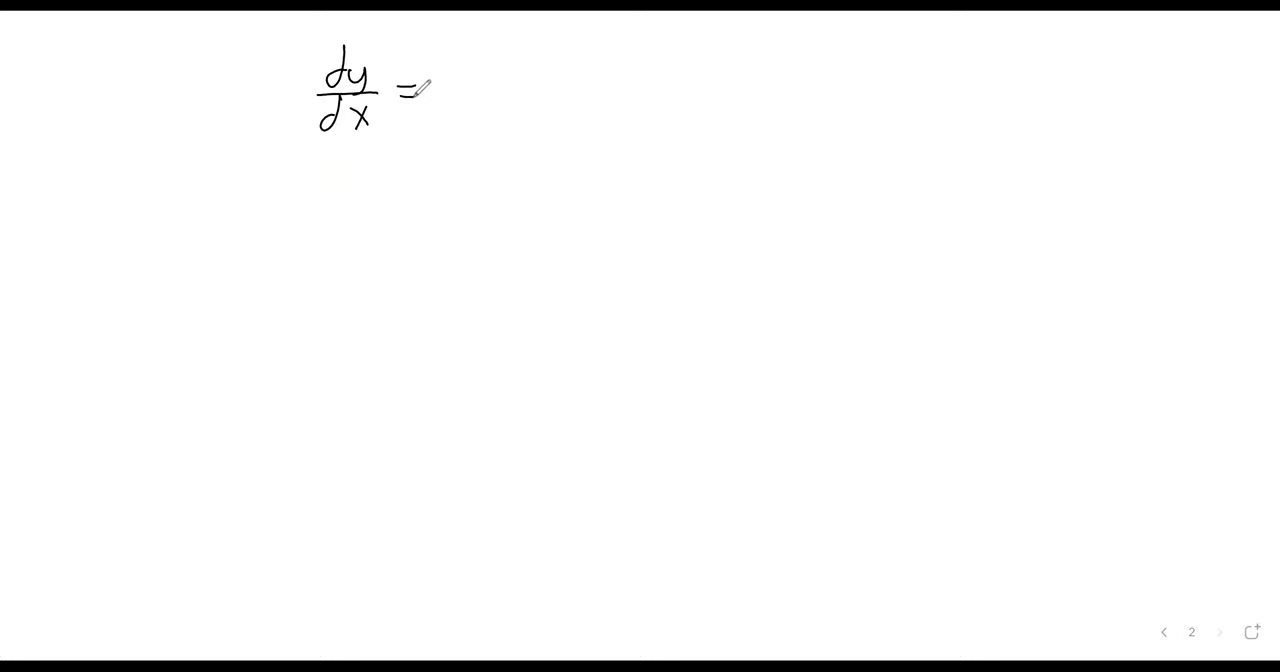 dy/dx =
2